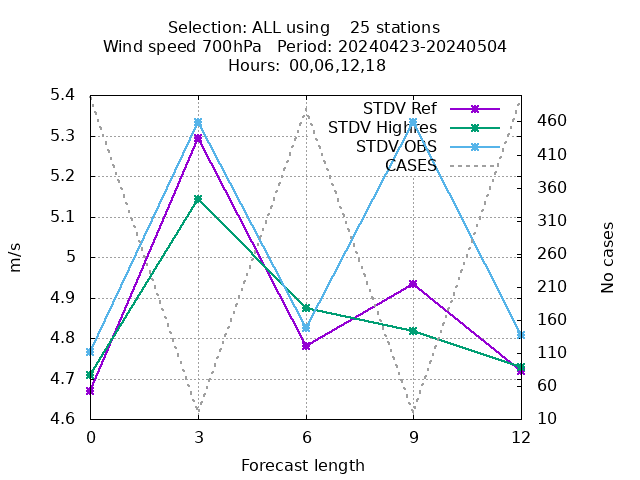 Selection: ALL using    25 stations
Wind speed 700hPa   Period: 20240423-20240504
Hours: 00,06,12,18
STDV Ref
STDV Highres
STDV OBS
CASES
5.4
5.3
5.2
5.1
5
4.9
4.8
4.7
4.6
m/s
460
410
360
310
260
210
160
110
60
10
No cases
0 3 6 9 12
Forecast length